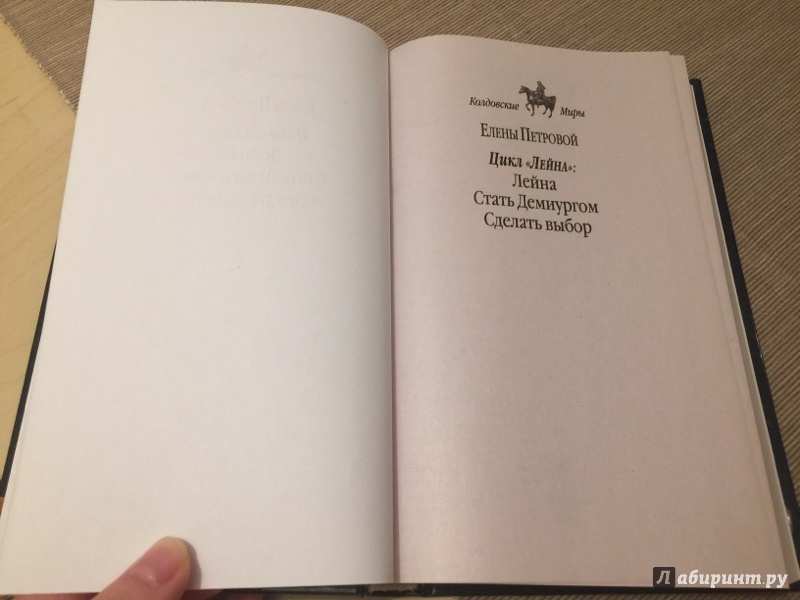 Колдовские Миры
Елены Петровой
Цикл «Лейна»:
Лейна
Стать Демиургом
Сделать выбор
Лабиринт.ру